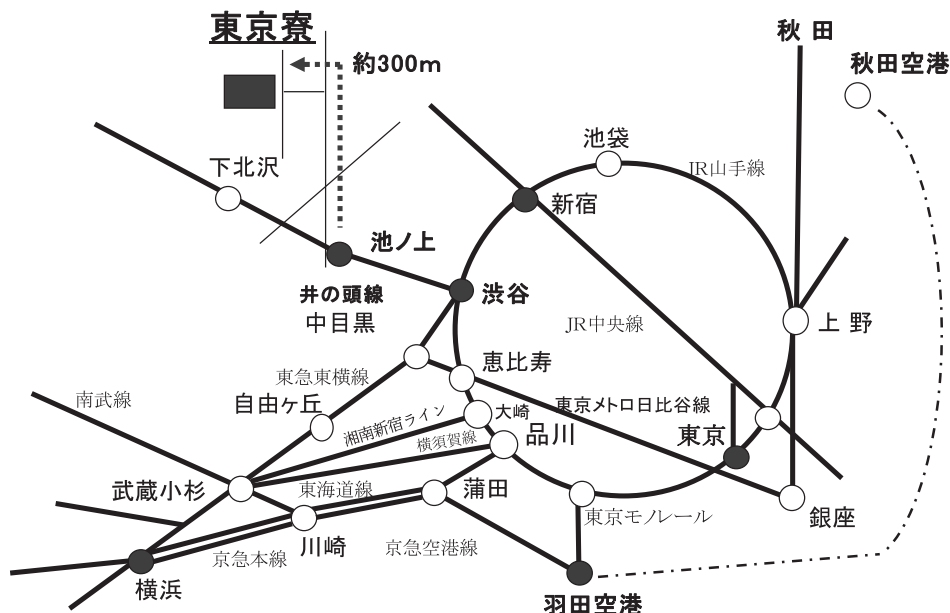 東京寮
約300m
秋 田
秋田空港
池袋
JR山手線
下北沢
新宿
池ノ上
井の頭線
渋谷
中目黒
JR中央線
上 野
恵比寿
東急東横線
南武線
自由ヶ丘
湘南新宿ライン
大崎
東京メトロ日比谷線
東京
横須賀線
品川
武蔵小杉
東海道線
蒲田
東京モノレール
銀座
川崎
京急本線
京急空港線
横浜
羽田空港